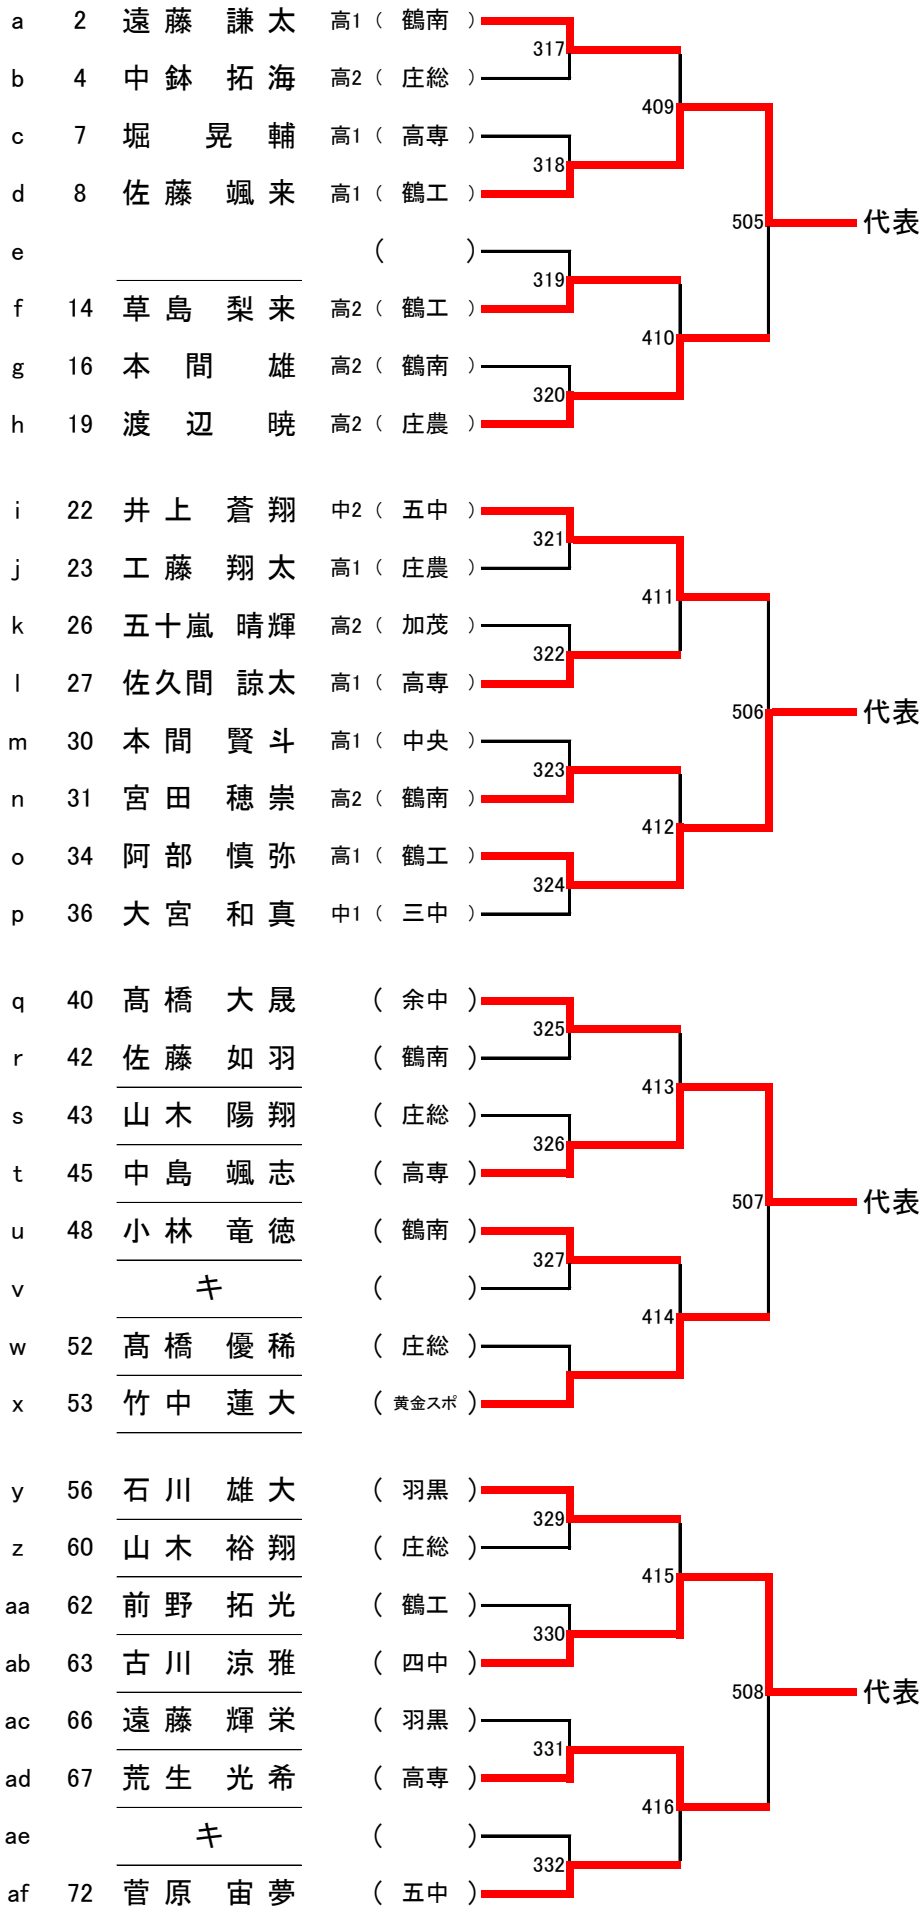 a 2 遠藤 謙太 高1 ( 鶴南 )
317
b 4 中鉢 拓海 高2 ( 庄総 )
409
c 7 堀 晃輔 高1 ( 高専 )
318
d 8 佐藤 颯来 高1 ( 鶴工 )
505 代表
e ( )
319
f 14 草島 梨来 高2 ( 鶴工 )
410
g 16 本間 雄 高2 ( 鶴南 )
320
h 19 渡辺 暁 高2 ( 庄農 )
i 22 井上 蒼翔 中2 ( 五中 )
321
j 23 工藤 翔太 高1 ( 庄農 )
411
k 26 五十嵐 晴輝 高2 ( 加茂 )
322
l 27 佐久間 諒太 高1 ( 高専 )
506 代表
m 30 本間 賢斗 高1 ( 中央 )
323
n 31 宮田 穂崇 高2 ( 鶴南 )
412
o 34 阿部 慎弥 高1 ( 鶴工 )
324
p 36 大宮 和真 中1 ( 三中 )
q 40 髙橋 大晟 ( 余中 )
325
r 42 佐藤 如羽 ( 鶴南 )
413
s 43 山木 陽翔 ( 庄総 )
326
t 45 中島 颯志 ( 高専 )
507 代表
u 48 小林 竜徳 ( 鶴南 )
327
v キ ( )
414
w 52 髙橋 優稀 ( 庄総 )
x 53 竹中 蓮大 ( 黄金スポ )
y 56 石川 雄大 ( 羽黒 )
329
z 60 山木 裕翔 ( 庄総 )
415
aa 62 前野 拓光 ( 鶴工 )
330
ab 63 古川 涼雅 ( 四中 )
508 代表
ac 66 遠藤 輝栄 ( 羽黒 )
331
ad 67 荒生 光希 ( 高専 )
416
ae キ ( )
332
af 72 菅原 宙夢 ( 五中 )